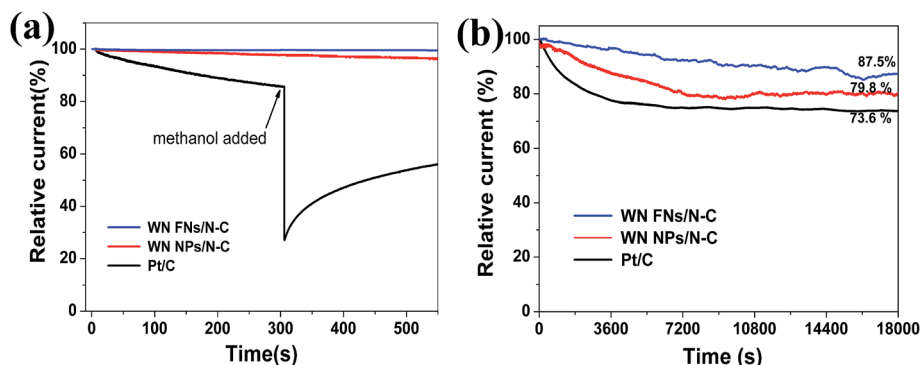 (a)
Relative current(%)
100
80
60
40
20
0
methanol added
WN FNs/N-C
WN NPs/N-C
Pt/C
0 100 200 300 400 500
Time(s)
(b)
Relative current (%)
100
80
60
40
20
0
87.5%
79.8 %
73.6 %
WN FNs/N-C
WN NPs/N-C
Pt/C
0 3600 7200 10800 14400 18000
Time (s)